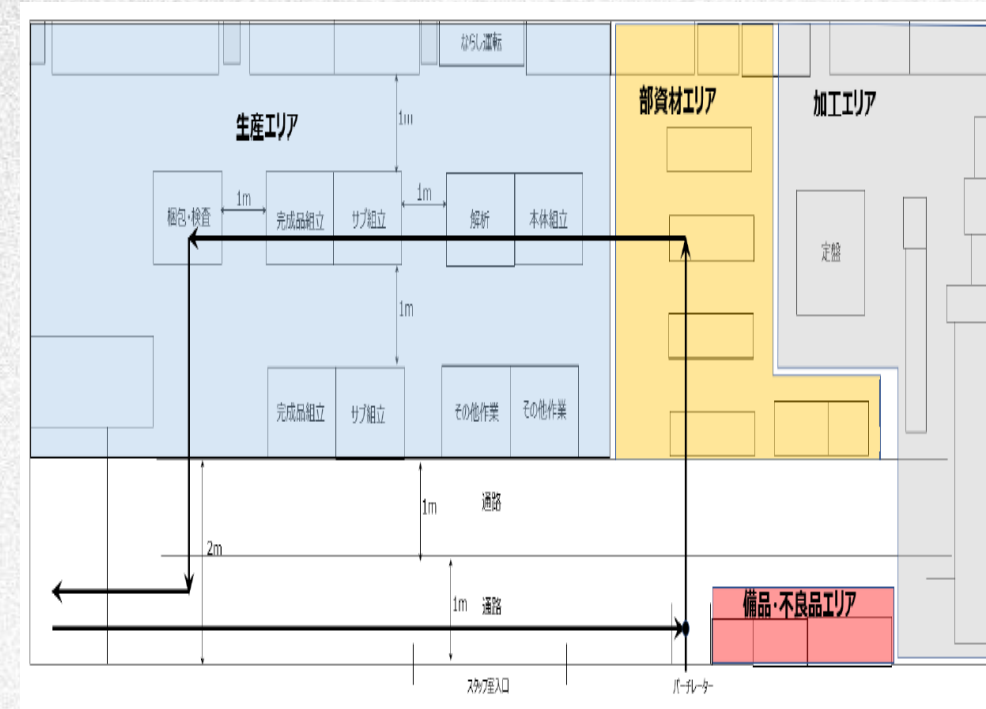 ならし運転
部資材エリア
加工エリア
生産エリア
1m
梱包・検査
1m
完成品組立
サブ組立
1m
解析
本体組立
定盤
1m
完成品組立
サブ組立
その他作業
その他作業
1m
通路
2m
1m
通路
備品・不良品エリア
スタッフ室入口
パーチレーター